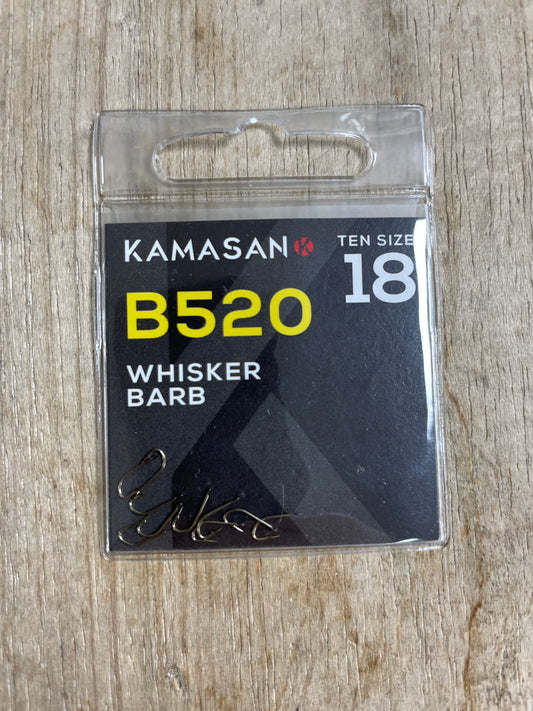 KAMASAN
TEN SIZE
18
B520
WHISKER
BARB